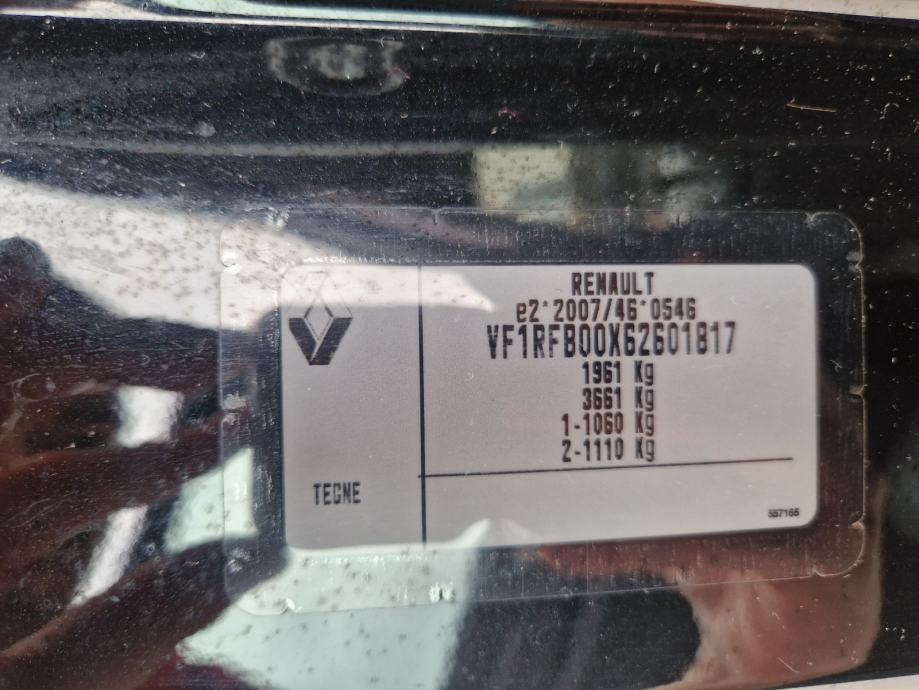 RENAULT
e2*2007/46*0546
VF1RFB00X62601817
1961 Kg
3661 Kg
1-1060 Kg
2-1110 Kg
TECNE
557165